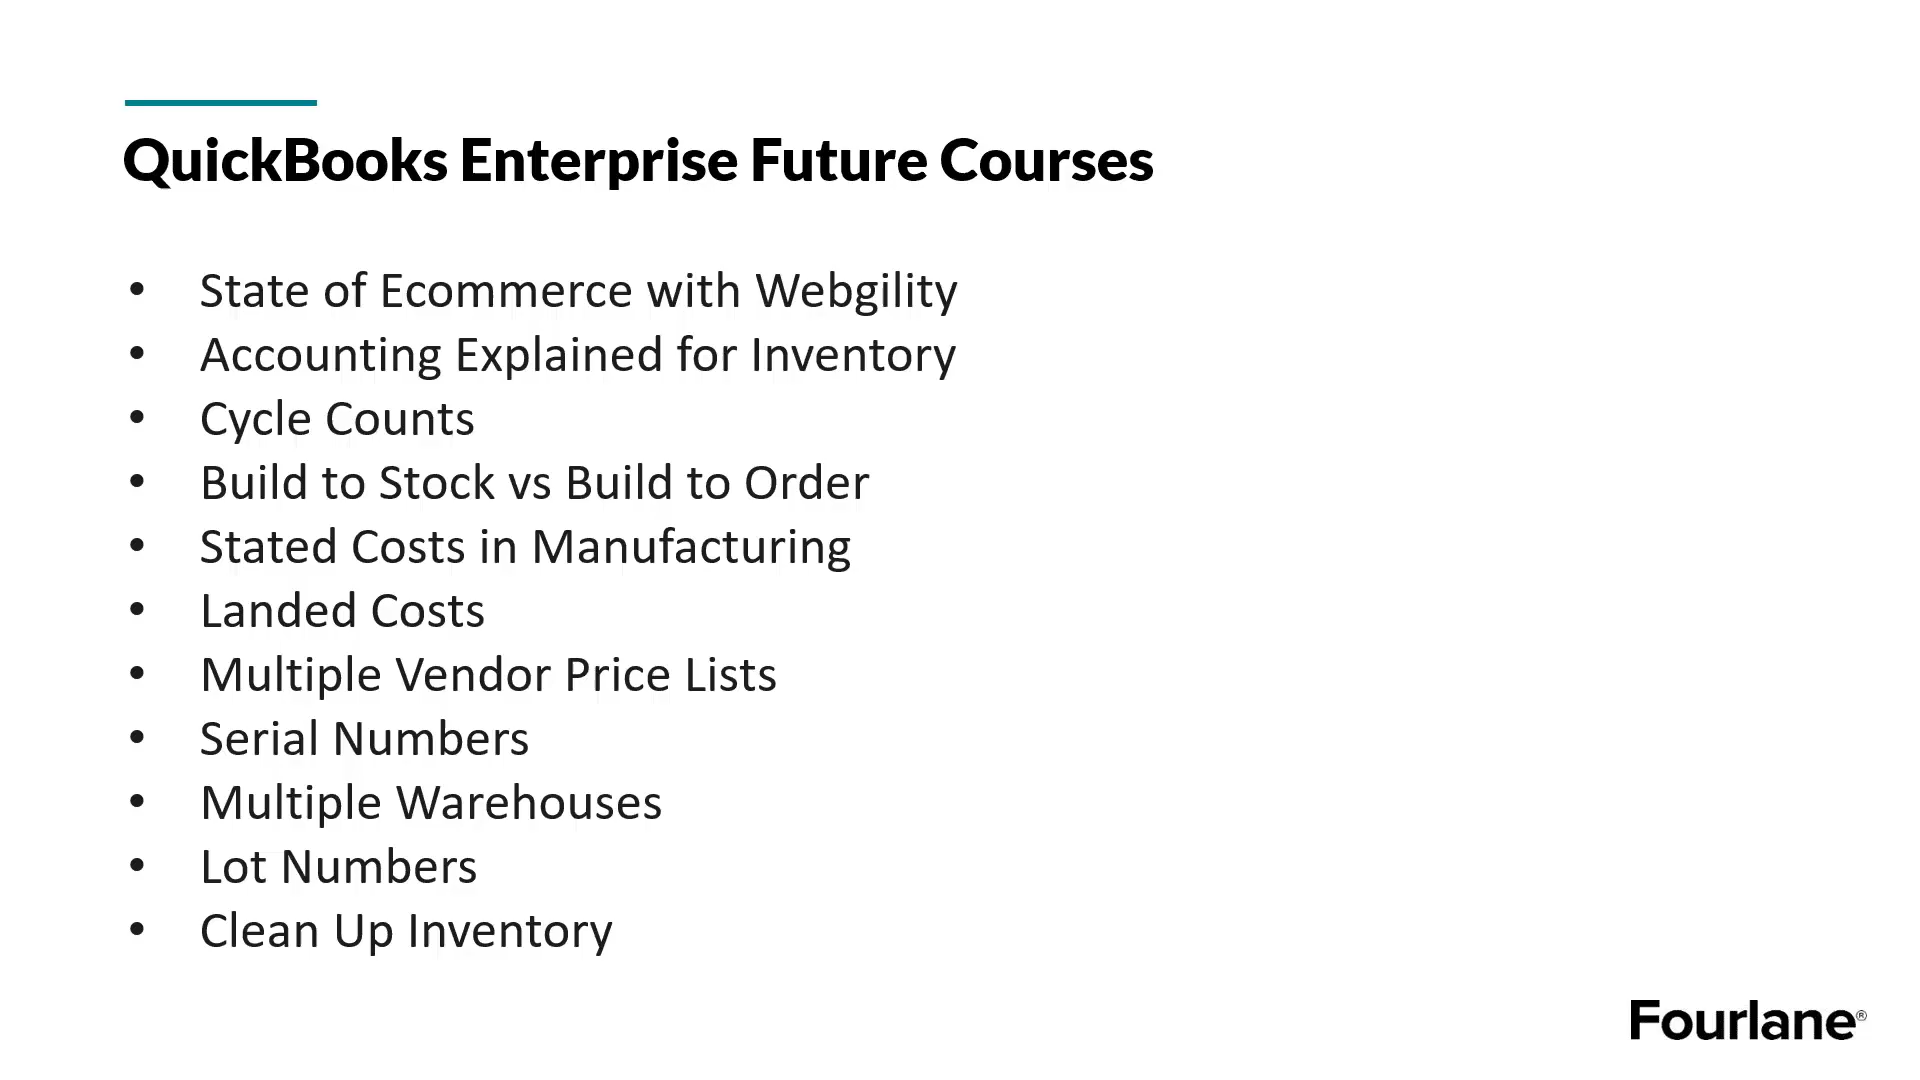 QuickBooks Enterprise Future Courses
• State of Ecommerce with Webgility
• Accounting Explained for Inventory
• Cycle Counts
• Build to Stock vs Build to Order
• Stated Costs in Manufacturing
• Landed Costs
• Multiple Vendor Price Lists
• Serial Numbers
• Multiple Warehouses
• Lot Numbers
• Clean Up Inventory
Fourlane®